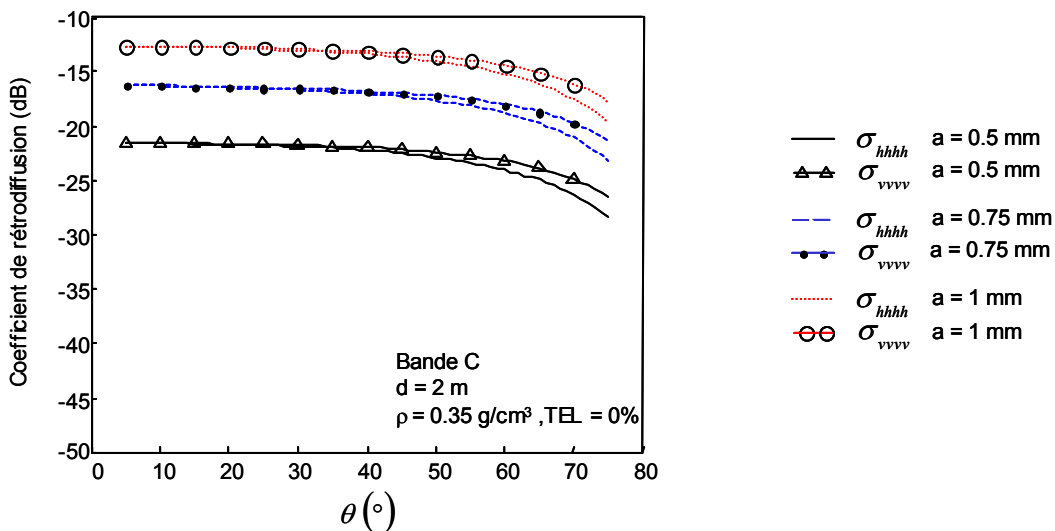 Coefficient de rétrodiffusion (dB)
-10
-15
-20
-25
-30
-35
-40
-45
-50
0 10 20 30 40 50 60 70 80
θ (°)
Bande C
d = 2 m
ρ = 0.35 g/cm³ ,TEL = 0%
σhhhh a = 0.5 mm
σvvvv a = 0.5 mm
σhhhh a = 0.75 mm
σvvvv a = 0.75 mm
σhhhh a = 1 mm
σvvvv a = 1 mm